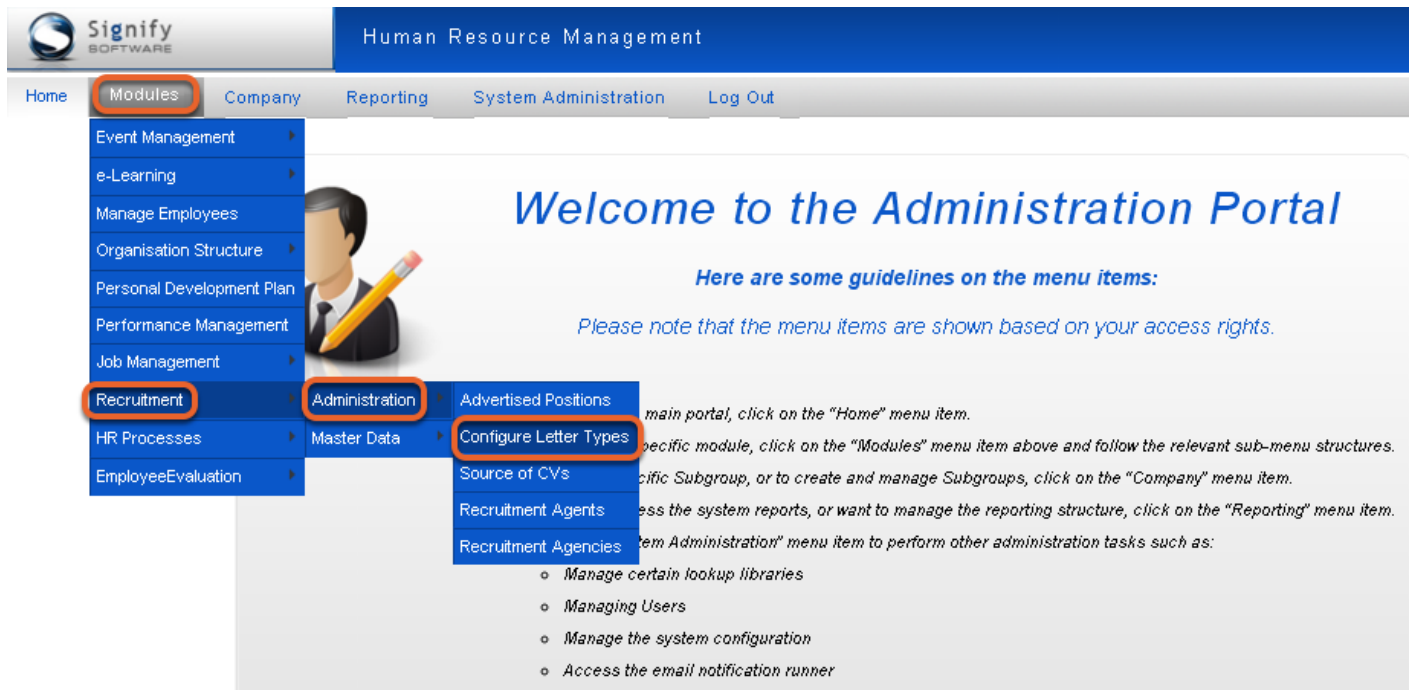 Signify
SOFTWARE
Human Resource Management
Home Modules Company Reporting System Administration Log Out
Event Management
e-Learning
Manage Employees
Organisation Structure
Personal Development Plan
Performance Management
Job Management
Recruitment
HR Processes
EmployeeEvaluation
Administration
Master Data
Advertised Positions
Configure Letter Types
Source of CVs
Recruitment Agents
Recruitment Agencies
Welcome to the Administration Portal
Here are some guidelines on the menu items:
Please note that the menu items are shown based on your access rights.
main portal, click on the "Home" menu item.
module, click on the "Modules" menu item above and follow the relevant sub-menu structures.
Subgroup, or to create and manage Subgroups, click on the "Company" menu item.
the system reports, or want to manage the reporting structure, click on the "Reporting" menu item.
Administration" menu item to perform other administration tasks such as:
Manage certain lookup libraries
Managing Users
Manage the system configuration
Access the email notification runner